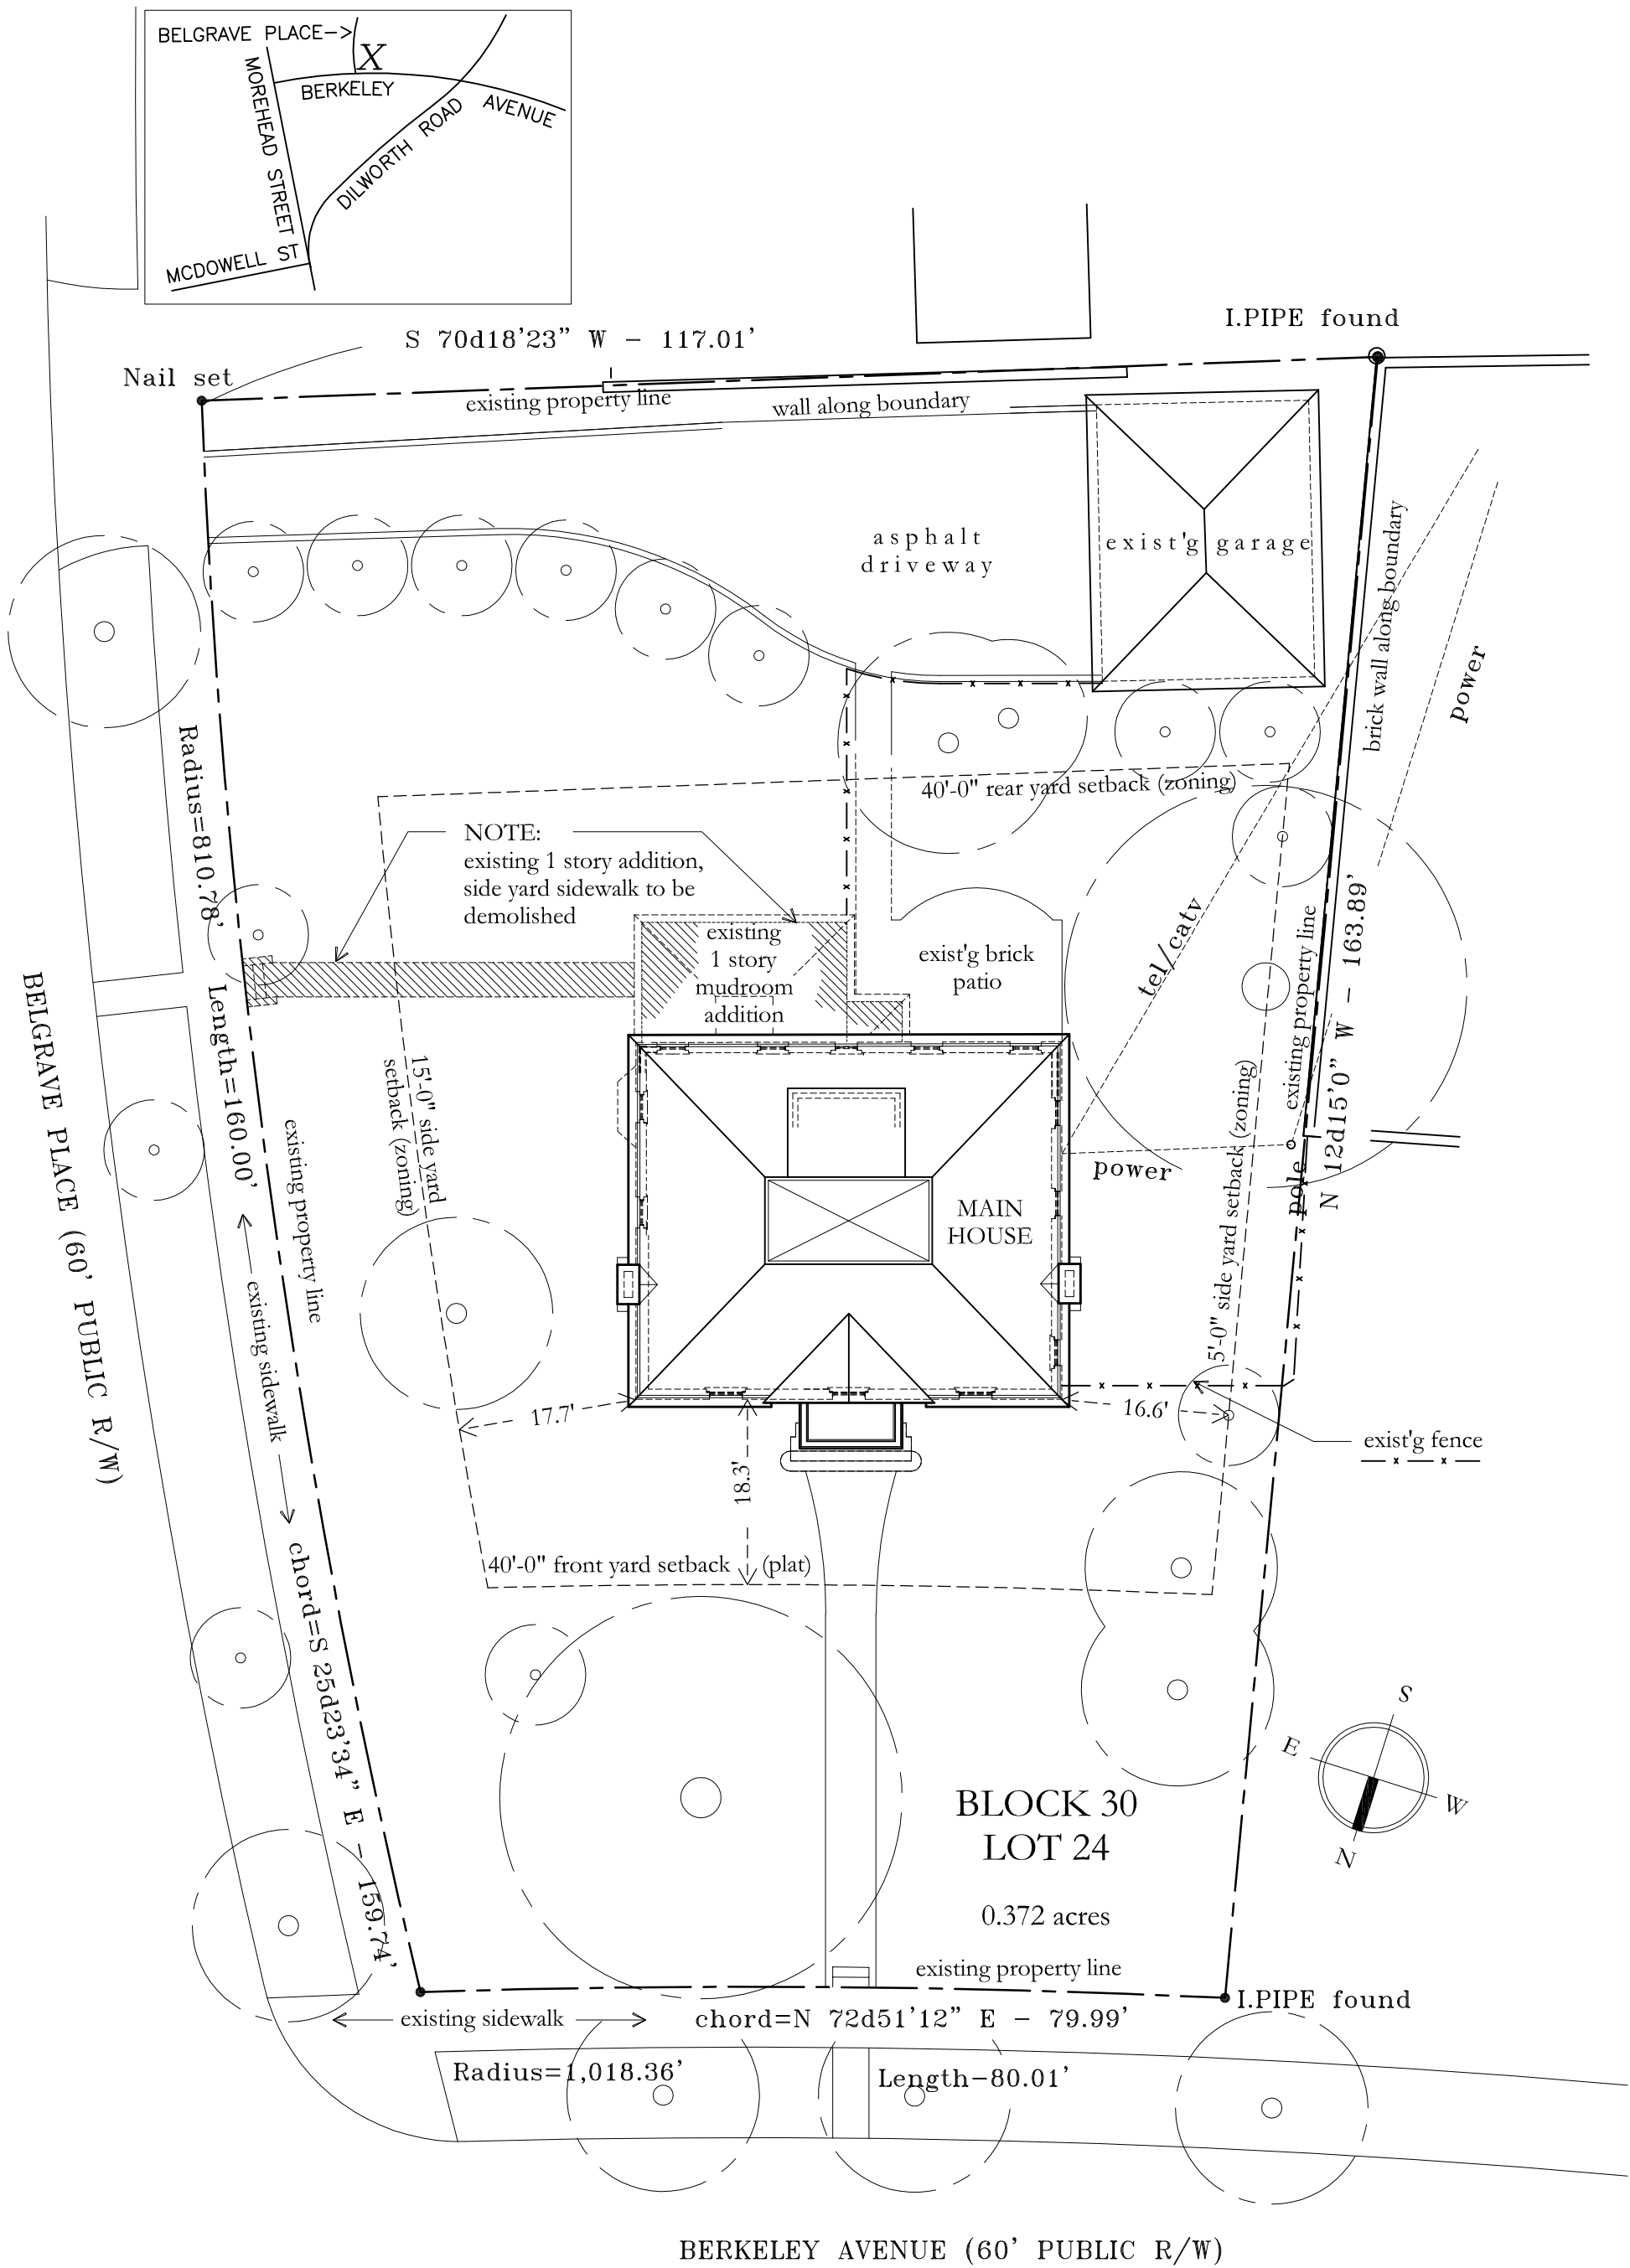 BELGRAVE PLACE->
X
MOREHEAD STREET
BERKELEY AVENUE
DILWORTH ROAD
MCDOWELL ST
S 70d18'23" W - 117.01'
I.PIPE found
Nail set
existing property line
wall along boundary
asphalt
driveway
exist'g garage
brick wall along boundary
power
Radius=810.78'
40'-0" rear yard setback (zoning)
NOTE:
existing 1 story addition,
side yard sidewalk to be
demolished
existing
1 story
mudroom
addition
exist'g brick
patio
tel/catv
existing property line
N 12d15'0" W - 163.89'
BELGRAVE PLACE (60' PUBLIC R/W)
Length=160.00'
15'-0" side yard
setback (zoning)
existing property line
power
pole
5'-0" side yard setback (zoning)
MAIN
HOUSE
existing sidewalk
17.7'
16.6'
18.3'
exist'g fence
40'-0" front yard setback (plat)
chord=S 25d23'34" E - 159.74'
S
E
W
N
BLOCK 30
LOT 24
0.372 acres
existing property line
I.PIPE found
existing sidewalk
chord=N 72d51'12" E - 79.99'
Radius=1,018.36'
Length-80.01'
BERKELEY AVENUE (60' PUBLIC R/W)